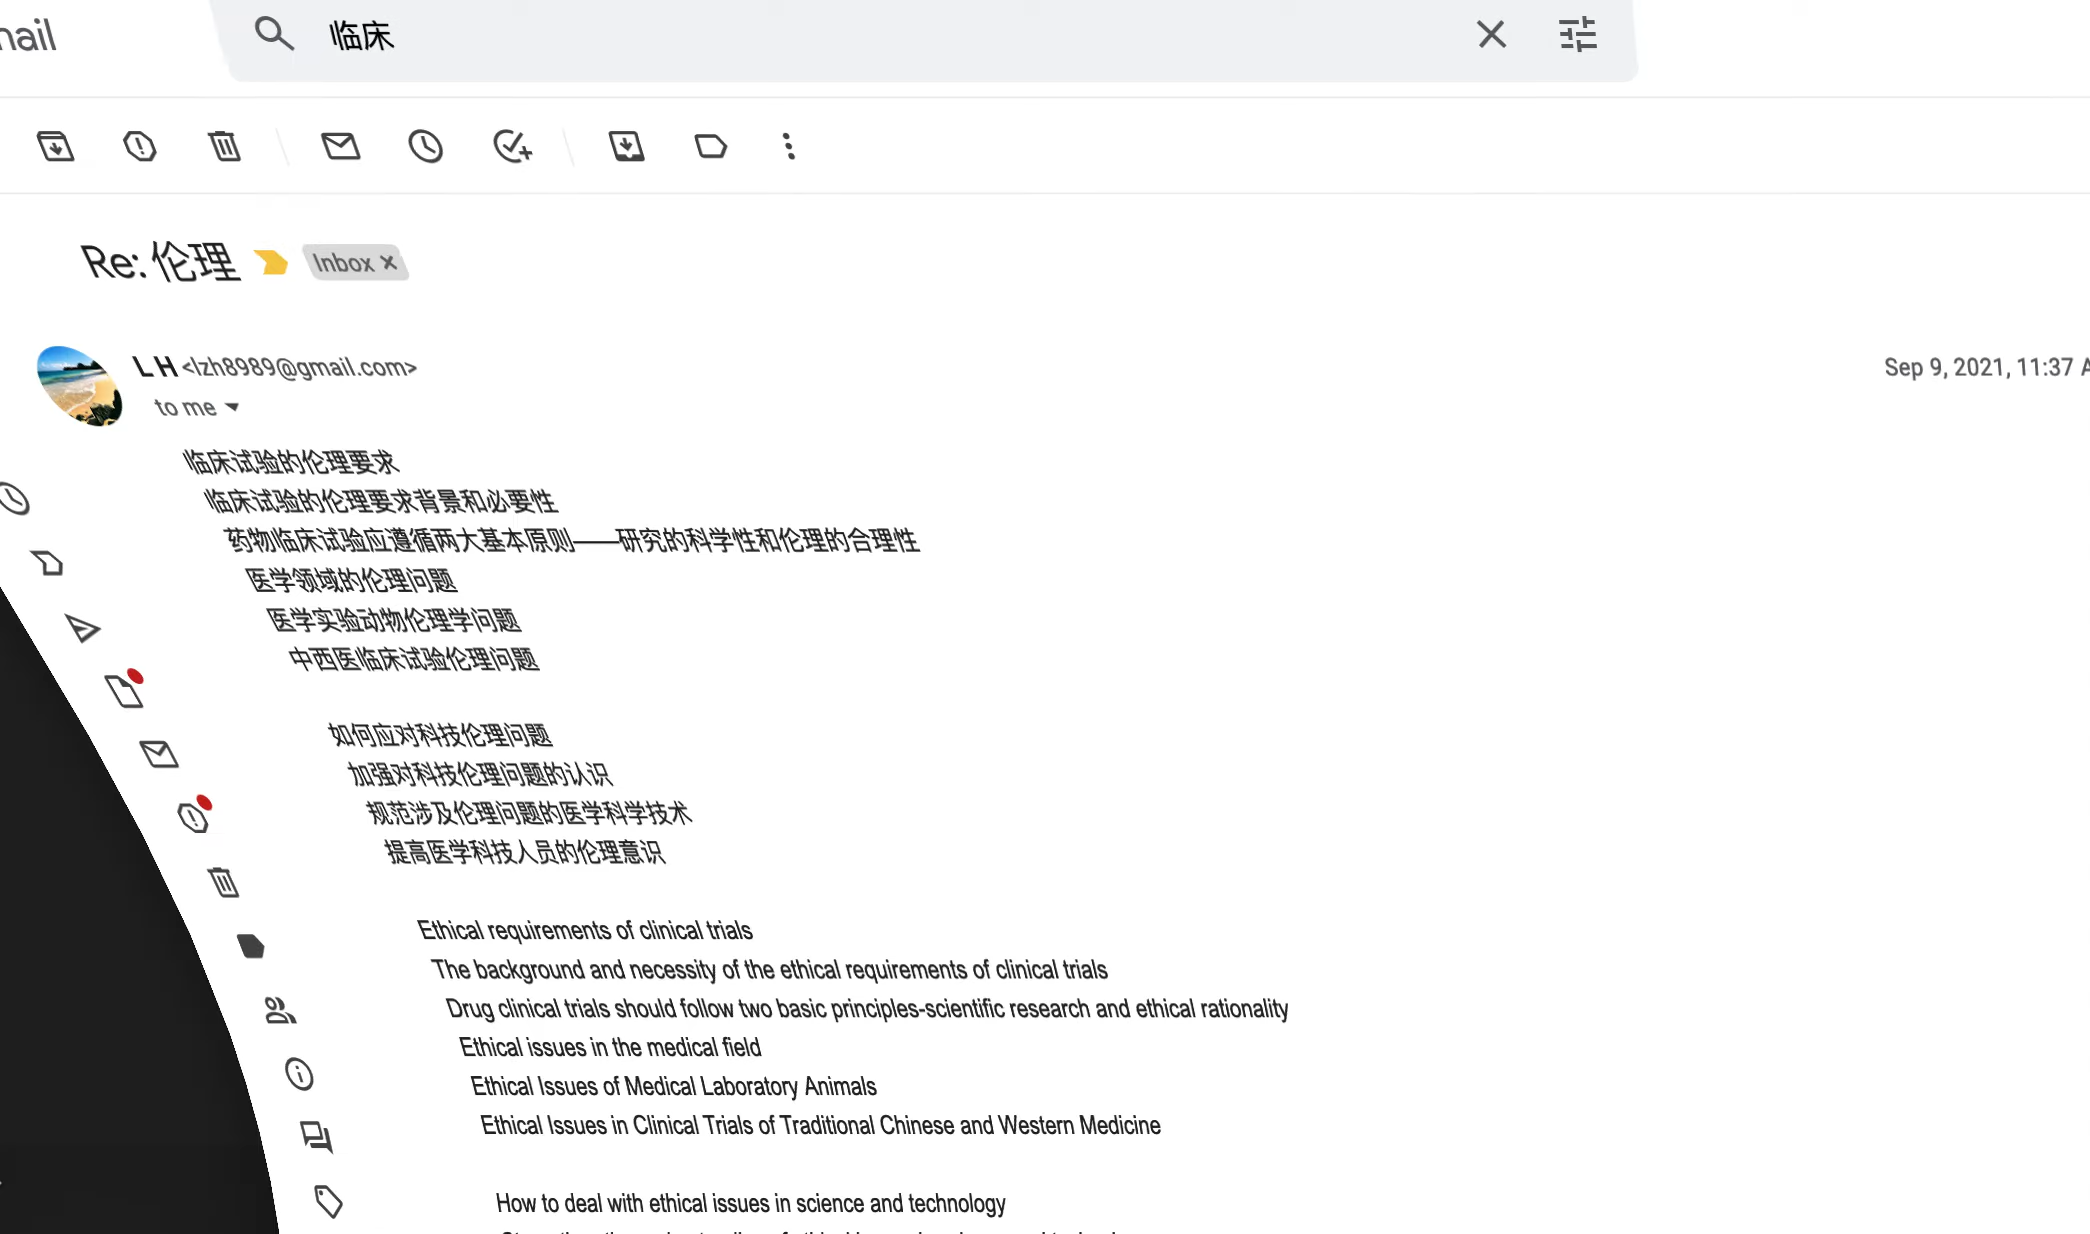 nail
临床
Re: 伦理 Inbox
L H <lzh8989@gmail.com>
Sep 9, 2021, 11:37
to me
临床试验的伦理要求
临床试验的伦理要求背景和必要性
药物临床试验应遵循两大基本原则——研究的科学性和伦理的合理性
医学领域的伦理问题
医学实验动物伦理学问题
中西医临床试验伦理问题
如何应对科技伦理问题
加强对科技伦理问题的认识
规范涉及伦理问题的医学科学技术
提高医学科技人员的伦理意识
Ethical requirements of clinical trials
The background and necessity of the ethical requirements of clinical trials
Drug clinical trials should follow two basic principles-scientific research and ethical rationality
Ethical issues in the medical field
Ethical Issues of Medical Laboratory Animals
Ethical Issues in Clinical Trials of Traditional Chinese and Western Medicine
How to deal with ethical issues in science and technology